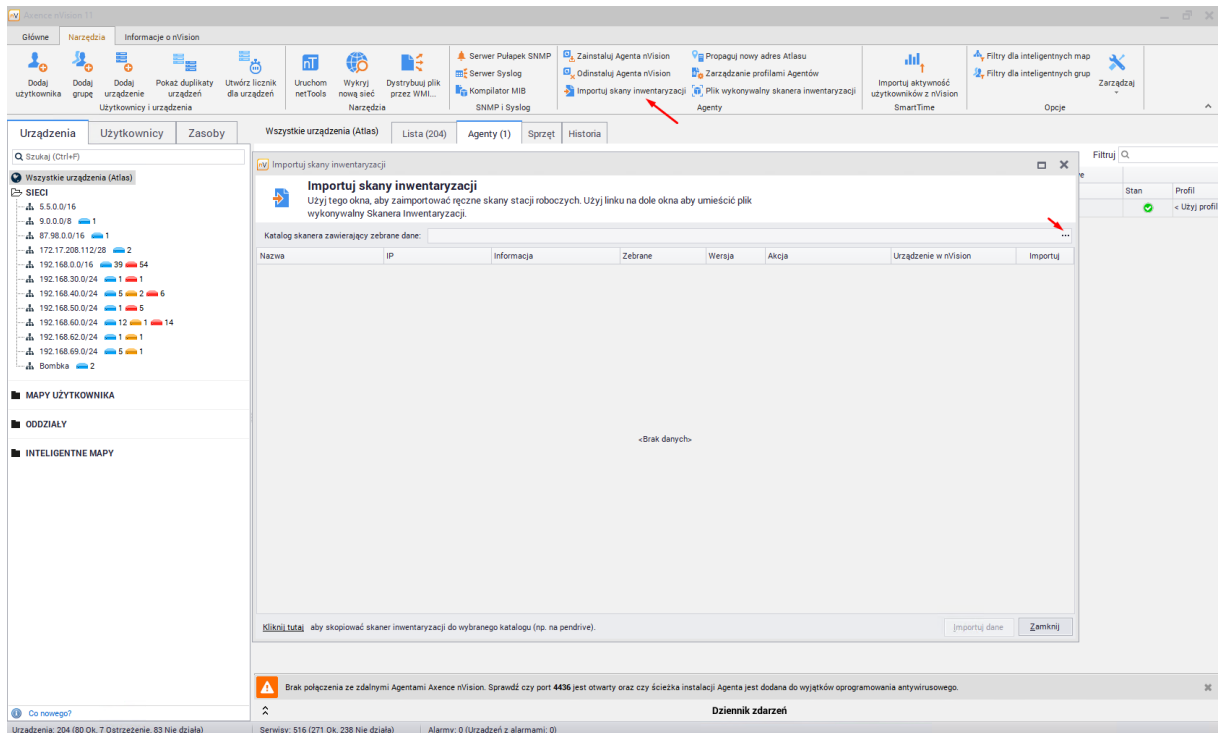 nV Axence nVision 11
Główne Narzędzia Informacje o nVision
Dodaj użytkownika
Dodaj grupę
Dodaj urządzenie
Pokaż duplikaty urządzeń
Utwórz licznik dla urządzeń
Użytkownicy i urządzenia
nT
Uruchom netTools
Wykryj nową sieć
Dystrybuuj plik przez WMI...
Narzędzia
Serwer Pułapek SNMP
Serwer Syslog
Kompilator MIB
SNMP i Syslog
Zainstaluj Agenta nVision
Odinstaluj Agenta nVision
Importuj skany inwentaryzacji
Propaguj nowy adres Atlasu
Zarządzanie profilami Agentów
Plik wykonywalny skanera inwentaryzacji
Agenty
Importuj aktywność użytkowników z nVision
SmartTime
Filtry dla inteligentnych map
Filtry dla inteligentnych grup
Zarządzaj
Opcje
Urządzenia Użytkownicy Zasoby
Wszystkie urządzenia (Atlas) Lista (204) Agenty (1) Sprzęt Historia
Szukaj (Ctrl+F)
Wszystkie urządzenia (Atlas)
SIECI
5.5.0.0/16
9.0.0.0/8 1
87.98.0.0/16 1
172.17.208.112/28 2
192.168.0.0/16 39 54
192.168.30.0/24 1 1
192.168.40.0/24 5 2 6
192.168.50.0/24 1 5
192.168.60.0/24 12 1 14
192.168.62.0/24 1 1
192.168.69.0/24 5 1
Bombka 2
MAPY UŻYTKOWNIKA
ODDZIAŁY
INTELIGENTNE MAPY
Filtruj
Stan Profil
< Użyj profil
nV Importuj skany inwentaryzacji
Importuj skany inwentaryzacji
Użyj tego okna, aby zaimportować ręczne skany stacji roboczych. Użyj linku na dole okna aby umieścić plik
wykonywalny Skanera Inwentaryzacji.
Katalog skanera zawierający zebrane dane: ...
Nazwa IP Informacja Zebrane Wersja Akcja Urządzenie w nVision Importuj
<Brak danych>
Kliknij tutaj aby skopiować skaner inwentaryzacji do wybranego katalogu (np. na pendrive).
Importuj dane Zamknij
Brak połączenia ze zdalnymi Agentami Axence nVision. Sprawdź czy port 4436 jest otwarty oraz czy ścieżka instalacji Agenta jest dodana do wyjątków oprogramowania antywirusowego.
Co nowego?
Dziennik zdarzeń
Urządzenia: 204 (80 Ok, 7 Ostrzeżenie, 83 Nie działa) Serwisy: 516 (271 Ok, 238 Nie działa) Alarmy: 0 (Urządzeń z alarmami: 0)